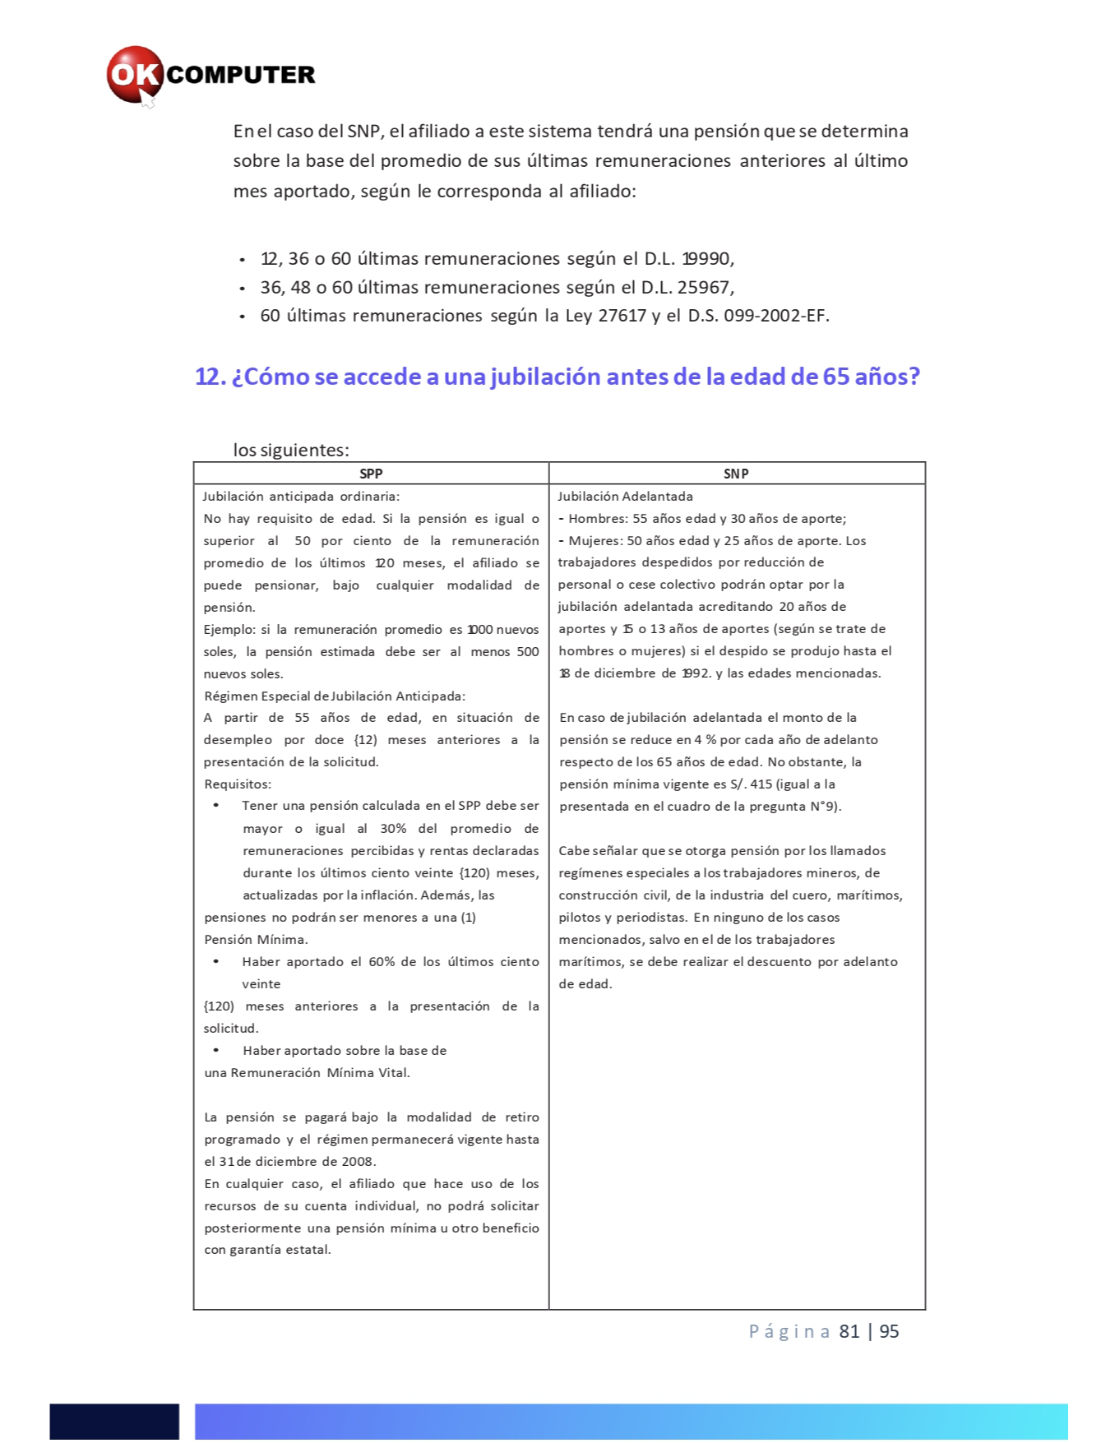 OK COMPUTER
En el caso del SNP, el afiliado a este sistema tendrá una pensión que se determina
sobre la base del promedio de sus últimas remuneraciones anteriores al último
mes aportado, según le corresponda al afiliado:
• 12, 36 o 60 últimas remuneraciones según el D.L. 19990,
• 36, 48 o 60 últimas remuneraciones según el D.L. 25967,
• 60 últimas remuneraciones según la Ley 27617 y el D.S. 099-2002-EF.
12. ¿Cómo se accede a una jubilación antes de la edad de 65 años?
los siguientes:
SPP
Jubilación anticipada ordinaria:
No hay requisito de edad. Si la pensión es igual o
superior al 50 por ciento de la remuneración
promedio de los últimos 120 meses, el afiliado se
puede pensionar, bajo cualquier modalidad de
pensión.
Ejemplo: si la remuneración promedio es 1000 nuevos
soles, la pensión estimada debe ser al menos 500
nuevos soles.
Régimen Especial de Jubilación Anticipada:
A partir de 55 años de edad, en situación de
desempleo por doce {12) meses anteriores a la
presentación de la solicitud.
Requisitos:
• Tener una pensión calculada en el SPP debe ser
mayor o igual al 30% del promedio de
remuneraciones percibidas y rentas declaradas
durante los últimos ciento veinte {120) meses,
actualizadas por la inflación. Además, las
pensiones no podrán ser menores a una (1)
Pensión Mínima.
• Haber aportado el 60% de los últimos ciento
veinte
{120) meses anteriores a la presentación de la
solicitud.
• Haber aportado sobre la base de
una Remuneración Mínima Vital.
La pensión se pagará bajo la modalidad de retiro
programado y el régimen permanecerá vigente hasta
el 31 de diciembre de 2008.
En cualquier caso, el afiliado que hace uso de los
recursos de su cuenta individual, no podrá solicitar
posteriormente una pensión mínima u otro beneficio
con garantía estatal.
SNP
Jubilación Adelantada
- Hombres: 55 años edad y 30 años de aporte;
- Mujeres: 50 años edad y 25 años de aporte. Los
trabajadores despedidos por reducción de
personal o cese colectivo podrán optar por la
jubilación adelantada acreditando 20 años de
aportes y 15 o 13 años de aportes (según se trate de
hombres o mujeres) si el despido se produjo hasta el
18 de diciembre de 1992. y las edades mencionadas.
En caso de jubilación adelantada el monto de la
pensión se reduce en 4 % por cada año de adelanto
respecto de los 65 años de edad. No obstante, la
pensión mínima vigente es S/. 415 (igual a la
presentada en el cuadro de la pregunta N°9).
Cabe señalar que se otorga pensión por los llamados
regímenes especiales a los trabajadores mineros, de
construcción civil, de la industria del cuero, marítimos,
pilotos y periodistas. En ninguno de los casos
mencionados, salvo en el de los trabajadores
marítimos, se debe realizar el descuento por adelanto
de edad.
Página 81 | 95